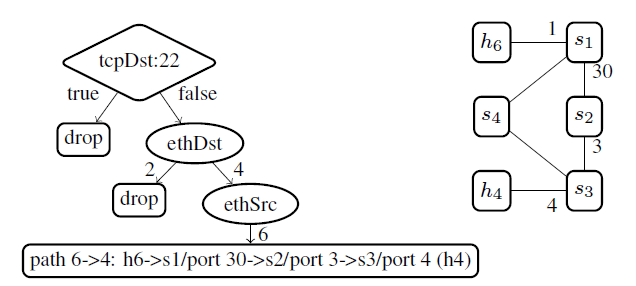 tcpDst:22
true
false
drop
ethDst
2
4
drop
ethSrc
6
path 6->4: h6->s1/port 30->s2/port 3->s3/port 4 (h4)
h6
1
s1
30
s4
s2
3
h4
4
s3